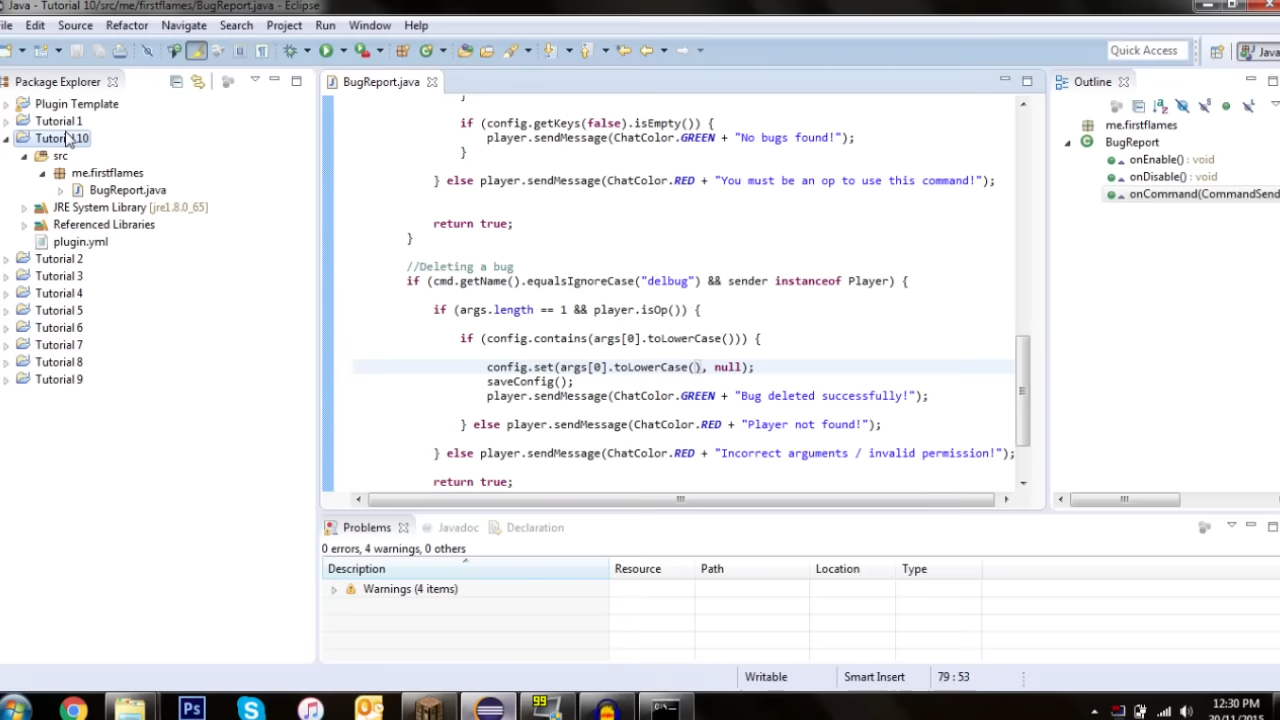 Java - Tutorial 10/src/me/firstflames/BugReport.java - Eclipse
File Edit Source Refactor Navigate Search Project Run Window Help
Quick Access
Java
Package Explorer
Plugin Template
Tutorial 1
Tutorial 10
src
me.firstflames
BugReport.java
JRE System Library [jre1.8.0_65]
Referenced Libraries
plugin.yml
Tutorial 2
Tutorial 3
Tutorial 4
Tutorial 5
Tutorial 6
Tutorial 7
Tutorial 8
Tutorial 9
BugReport.java
}
if (config.getKeys(false).isEmpty()) {
player.sendMessage(ChatColor.GREEN + "No bugs found!");
}
} else player.sendMessage(ChatColor.RED + "You must be an op to use this command!");
return true;
}
//Deleting a bug
if (cmd.getName().equalsIgnoreCase("delbug") && sender instanceof Player) {
if (args.length == 1 && player.isOp()) {
if (config.contains(args[0].toLowerCase())) {
config.set(args[0].toLowerCase(), null);
saveConfig();
player.sendMessage(ChatColor.GREEN + "Bug deleted successfully!");
} else player.sendMessage(ChatColor.RED + "Player not found!");
} else player.sendMessage(ChatColor.RED + "Incorrect arguments / invalid permission!");
return true;
Outline
me.firstflames
BugReport
onEnable() : void
onDisable() : void
onCommand(CommandSend
Problems Javadoc Declaration
0 errors, 4 warnings, 0 others
Description Resource Path Location Type
Warnings (4 items)
Writable Smart Insert 79 : 53
Ps
99
12:30 PM
30/11/2015